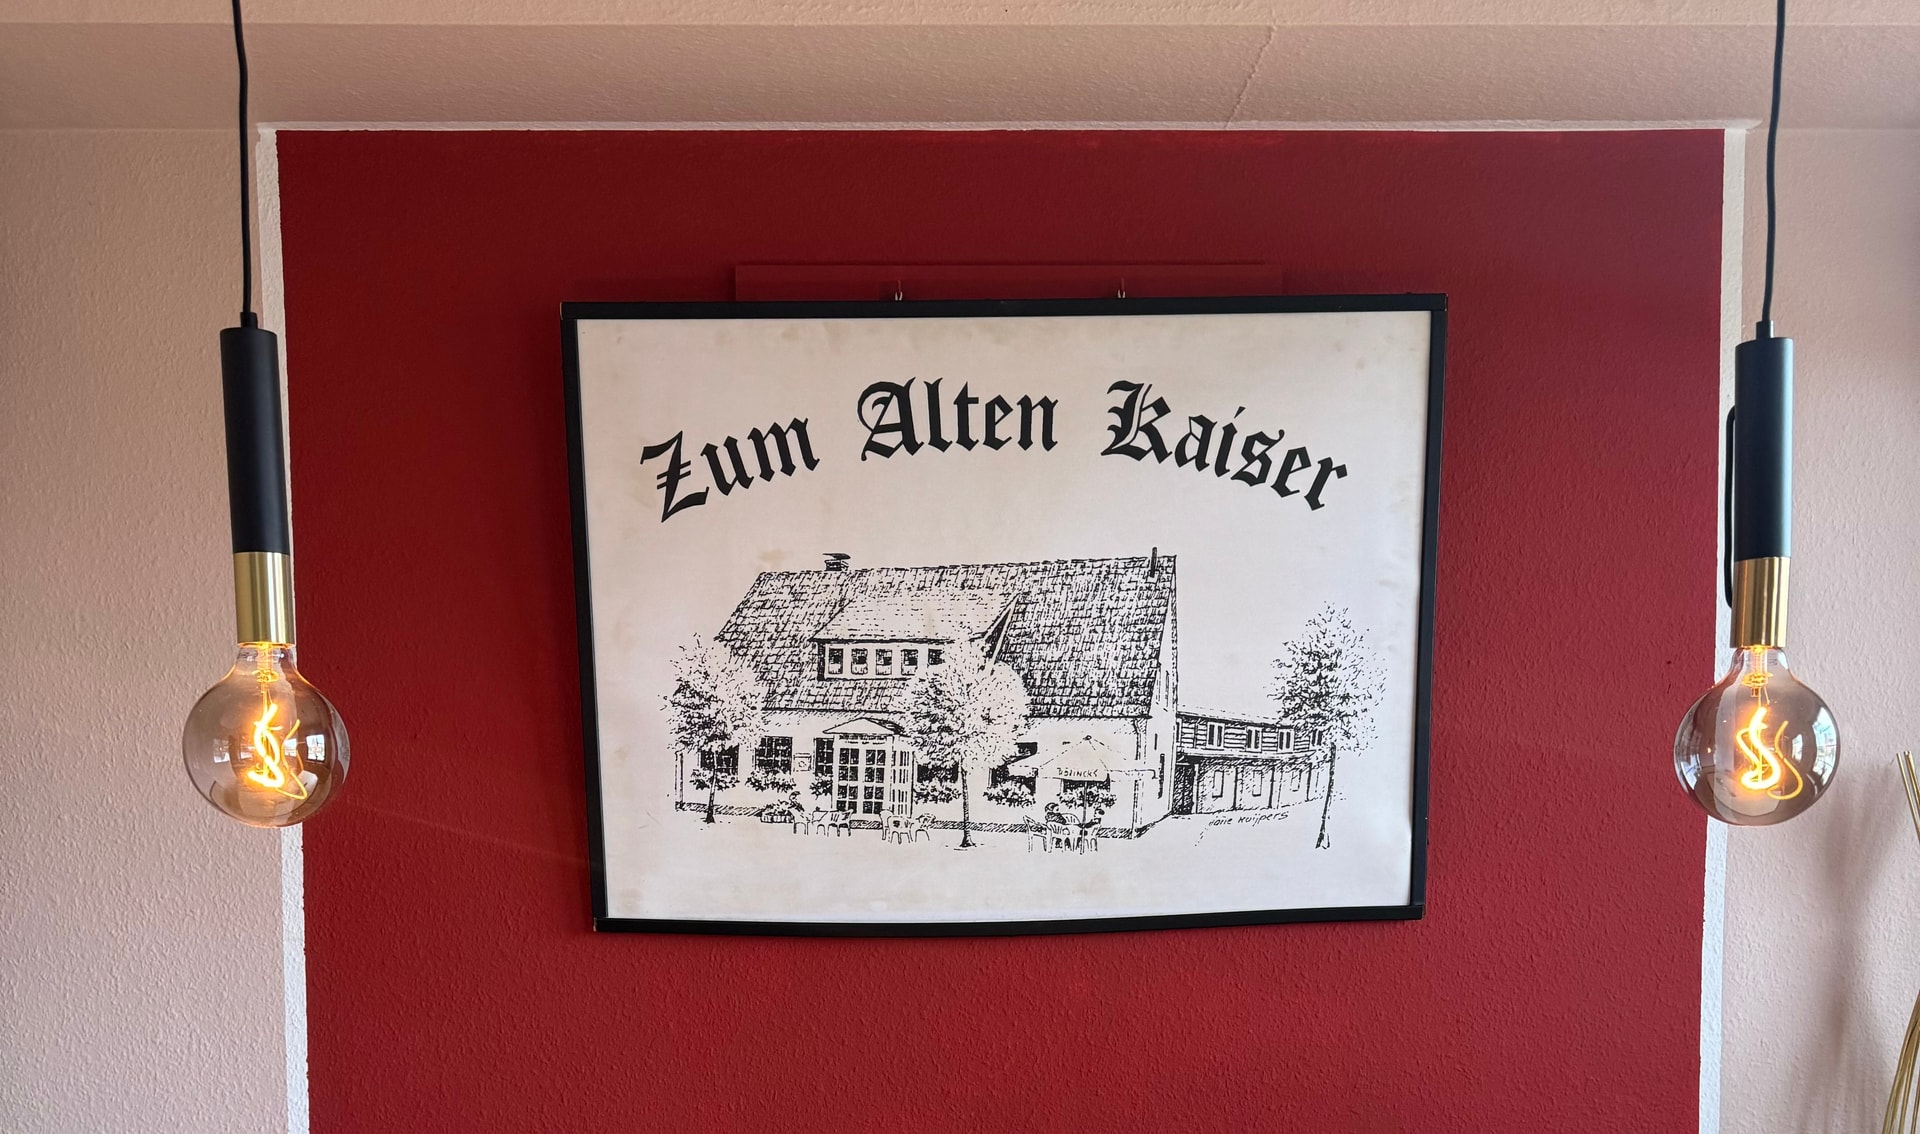 Zum Alten Kaiser